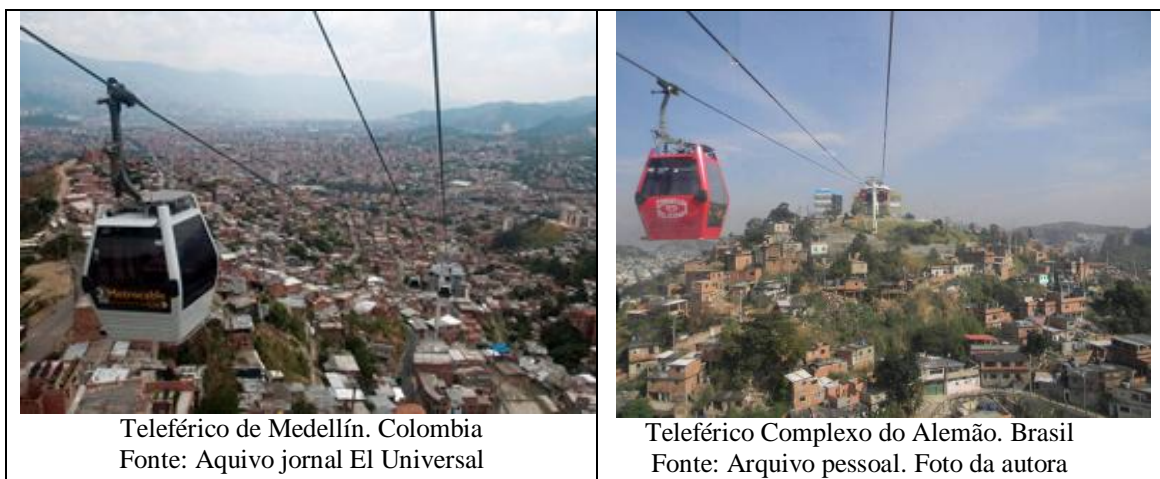 Metrocable
Teleférico de Medellín. Colombia
Fonte: Aquivo jornal El Universal
Teleférico Complexo do Alemão. Brasil
Fonte: Arquivo pessoal. Foto da autora